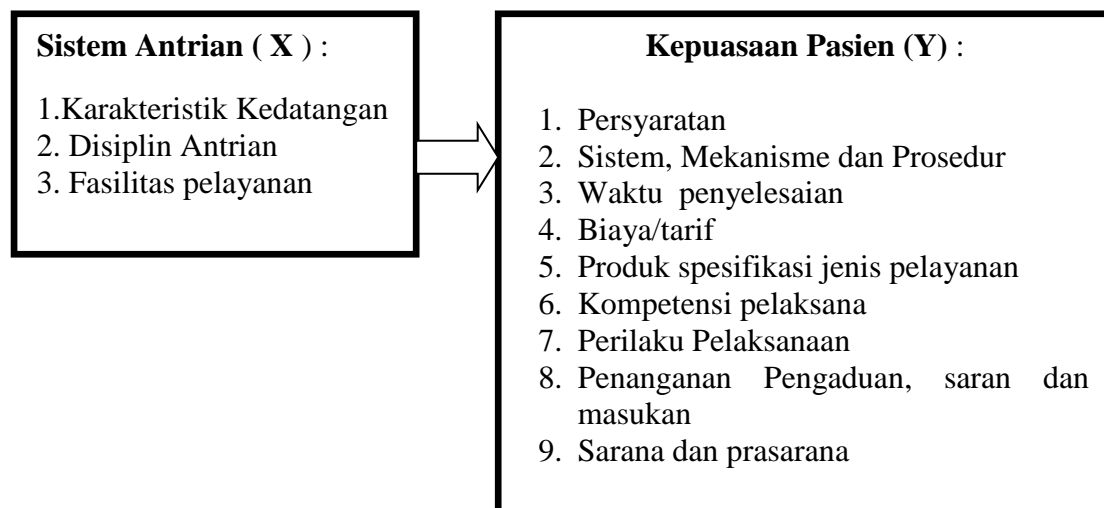 Sistem Antrian ( X ) :
1.Karakteristik Kedatangan
2. Disiplin Antrian
3. Fasilitas pelayanan
Kepuasaan Pasien (Y) :
1. Persyaratan
2. Sistem, Mekanisme dan Prosedur
3. Waktu penyelesaian
4. Biaya/tarif
5. Produk spesifikasi jenis pelayanan
6. Kompetensi pelaksana
7. Perilaku Pelaksanaan
8. Penanganan Pengaduan, saran dan
masukan
9. Sarana dan prasarana